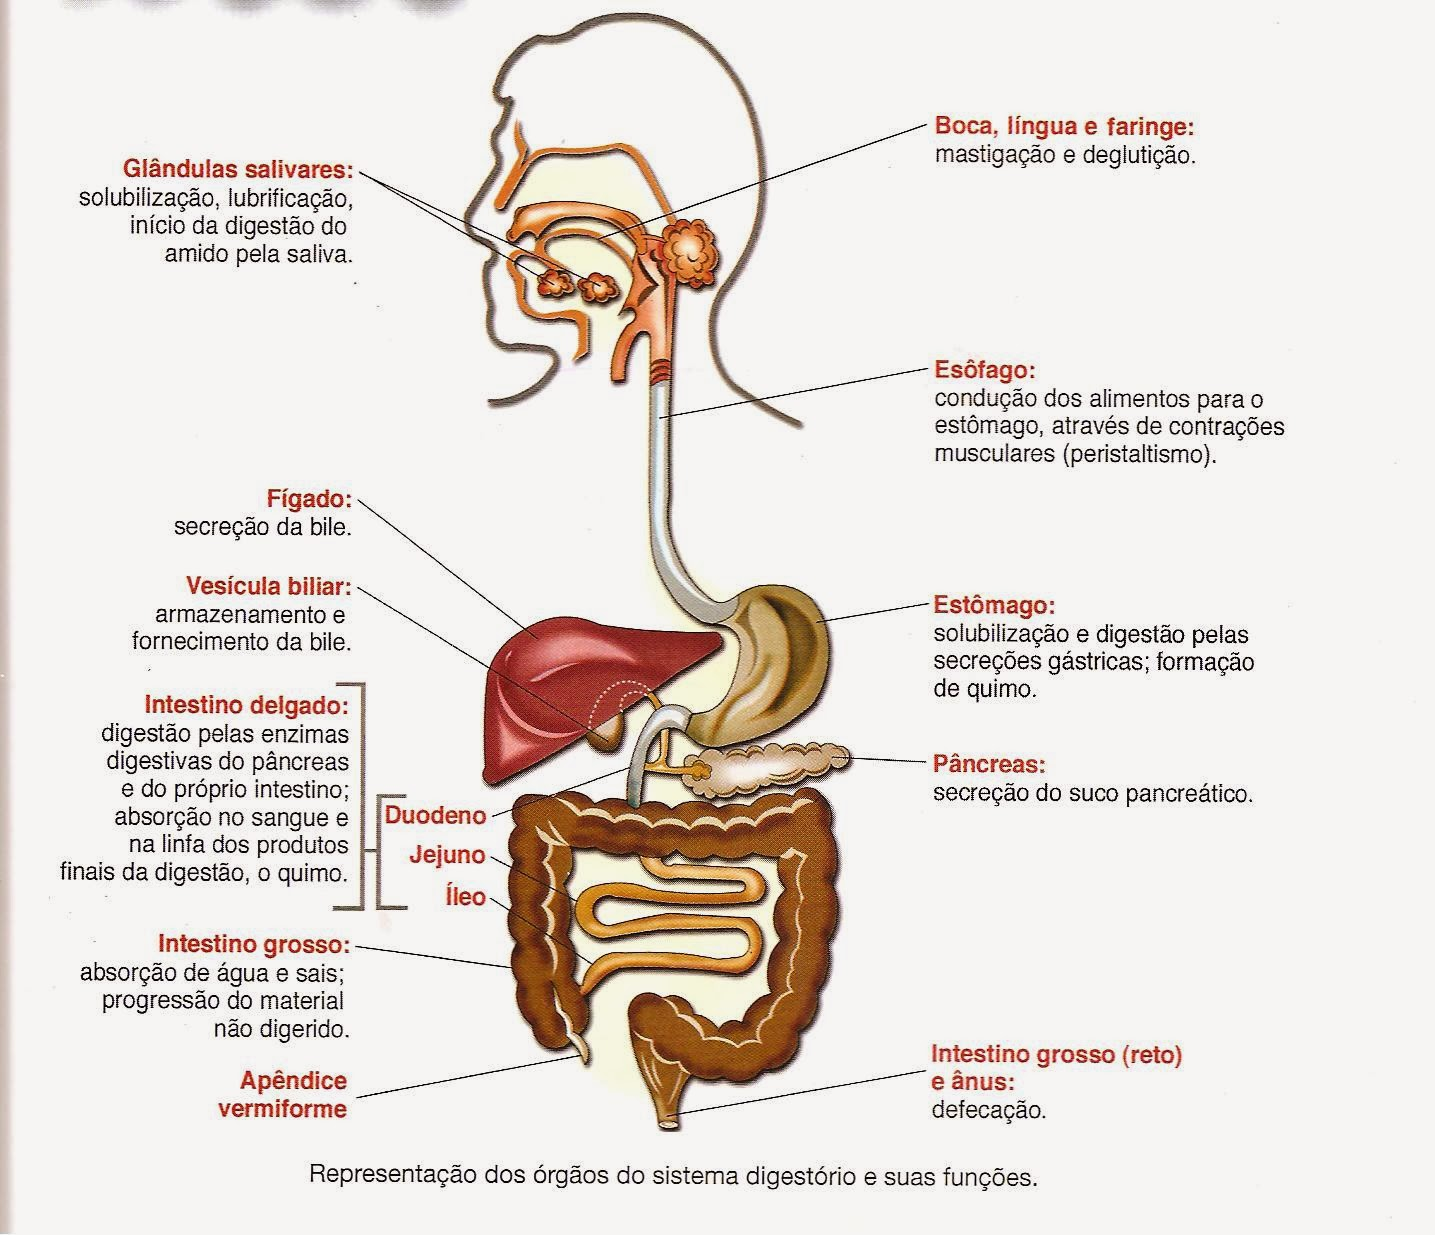 Glândulas salivares:
solubilização, lubrificação,
início da digestão do
amido pela saliva.
Boca, língua e faringe:
mastigação e deglutição.
Esôfago:
condução dos alimentos para o
estômago, através de contrações
musculares (peristaltismo).
Fígado:
secreção da bile.
Vesícula biliar:
armazenamento e
fornecimento da bile.
Estômago:
solubilização e digestão pelas
secreções gástricas; formação
de quimo.
Intestino delgado:
digestão pelas enzimas
digestivas do pâncreas
e do próprio intestino;
absorção no sangue e
na linfa dos produtos
finais da digestão, o quimo.
Duodeno
Jejuno
Íleo
Pâncreas:
secreção do suco pancreático.
Intestino grosso:
absorção de água e sais;
progressão do material
não digerido.
Apêndice
vermiforme
Intestino grosso (reto)
e ânus:
defecação.
Representação dos órgãos do sistema digestório e suas funções.